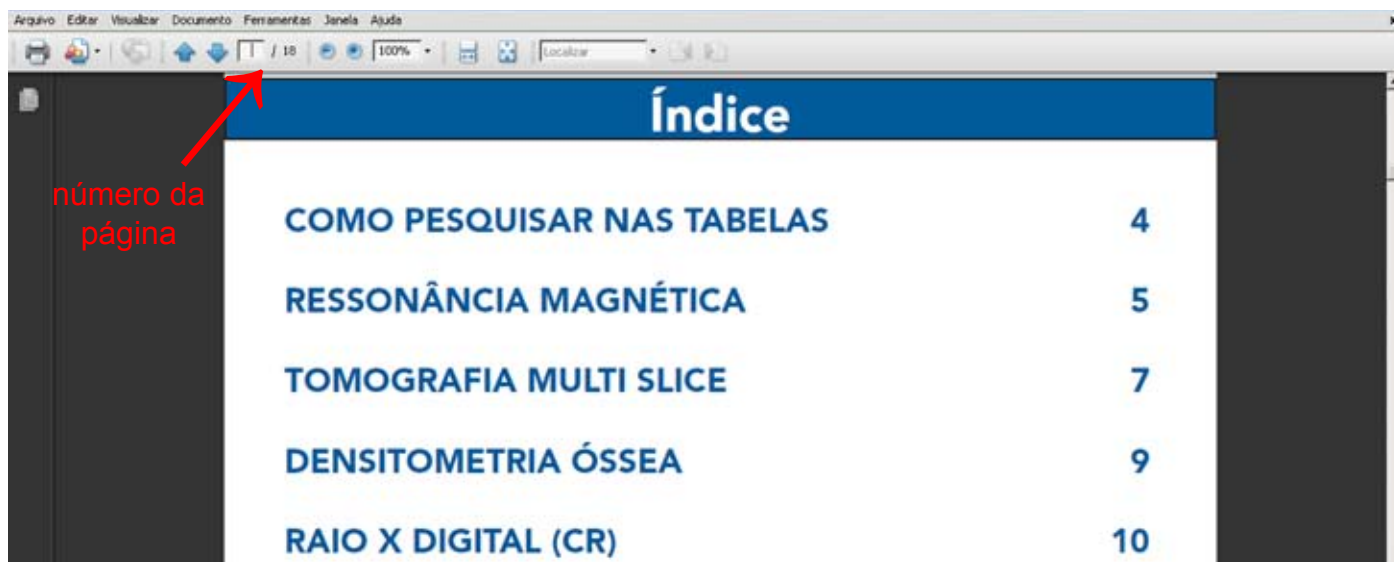 Arquivo Editar Visualizar Documento Ferramentas Janela Ajuda
/ 18 100% Localizar
Índice
número da
página
COMO PESQUISAR NAS TABELAS 4
RESSONÂNCIA MAGNÉTICA 5
TOMOGRAFIA MULTI SLICE 7
DENSITOMETRIA ÓSSEA 9
RAIO X DIGITAL (CR) 10